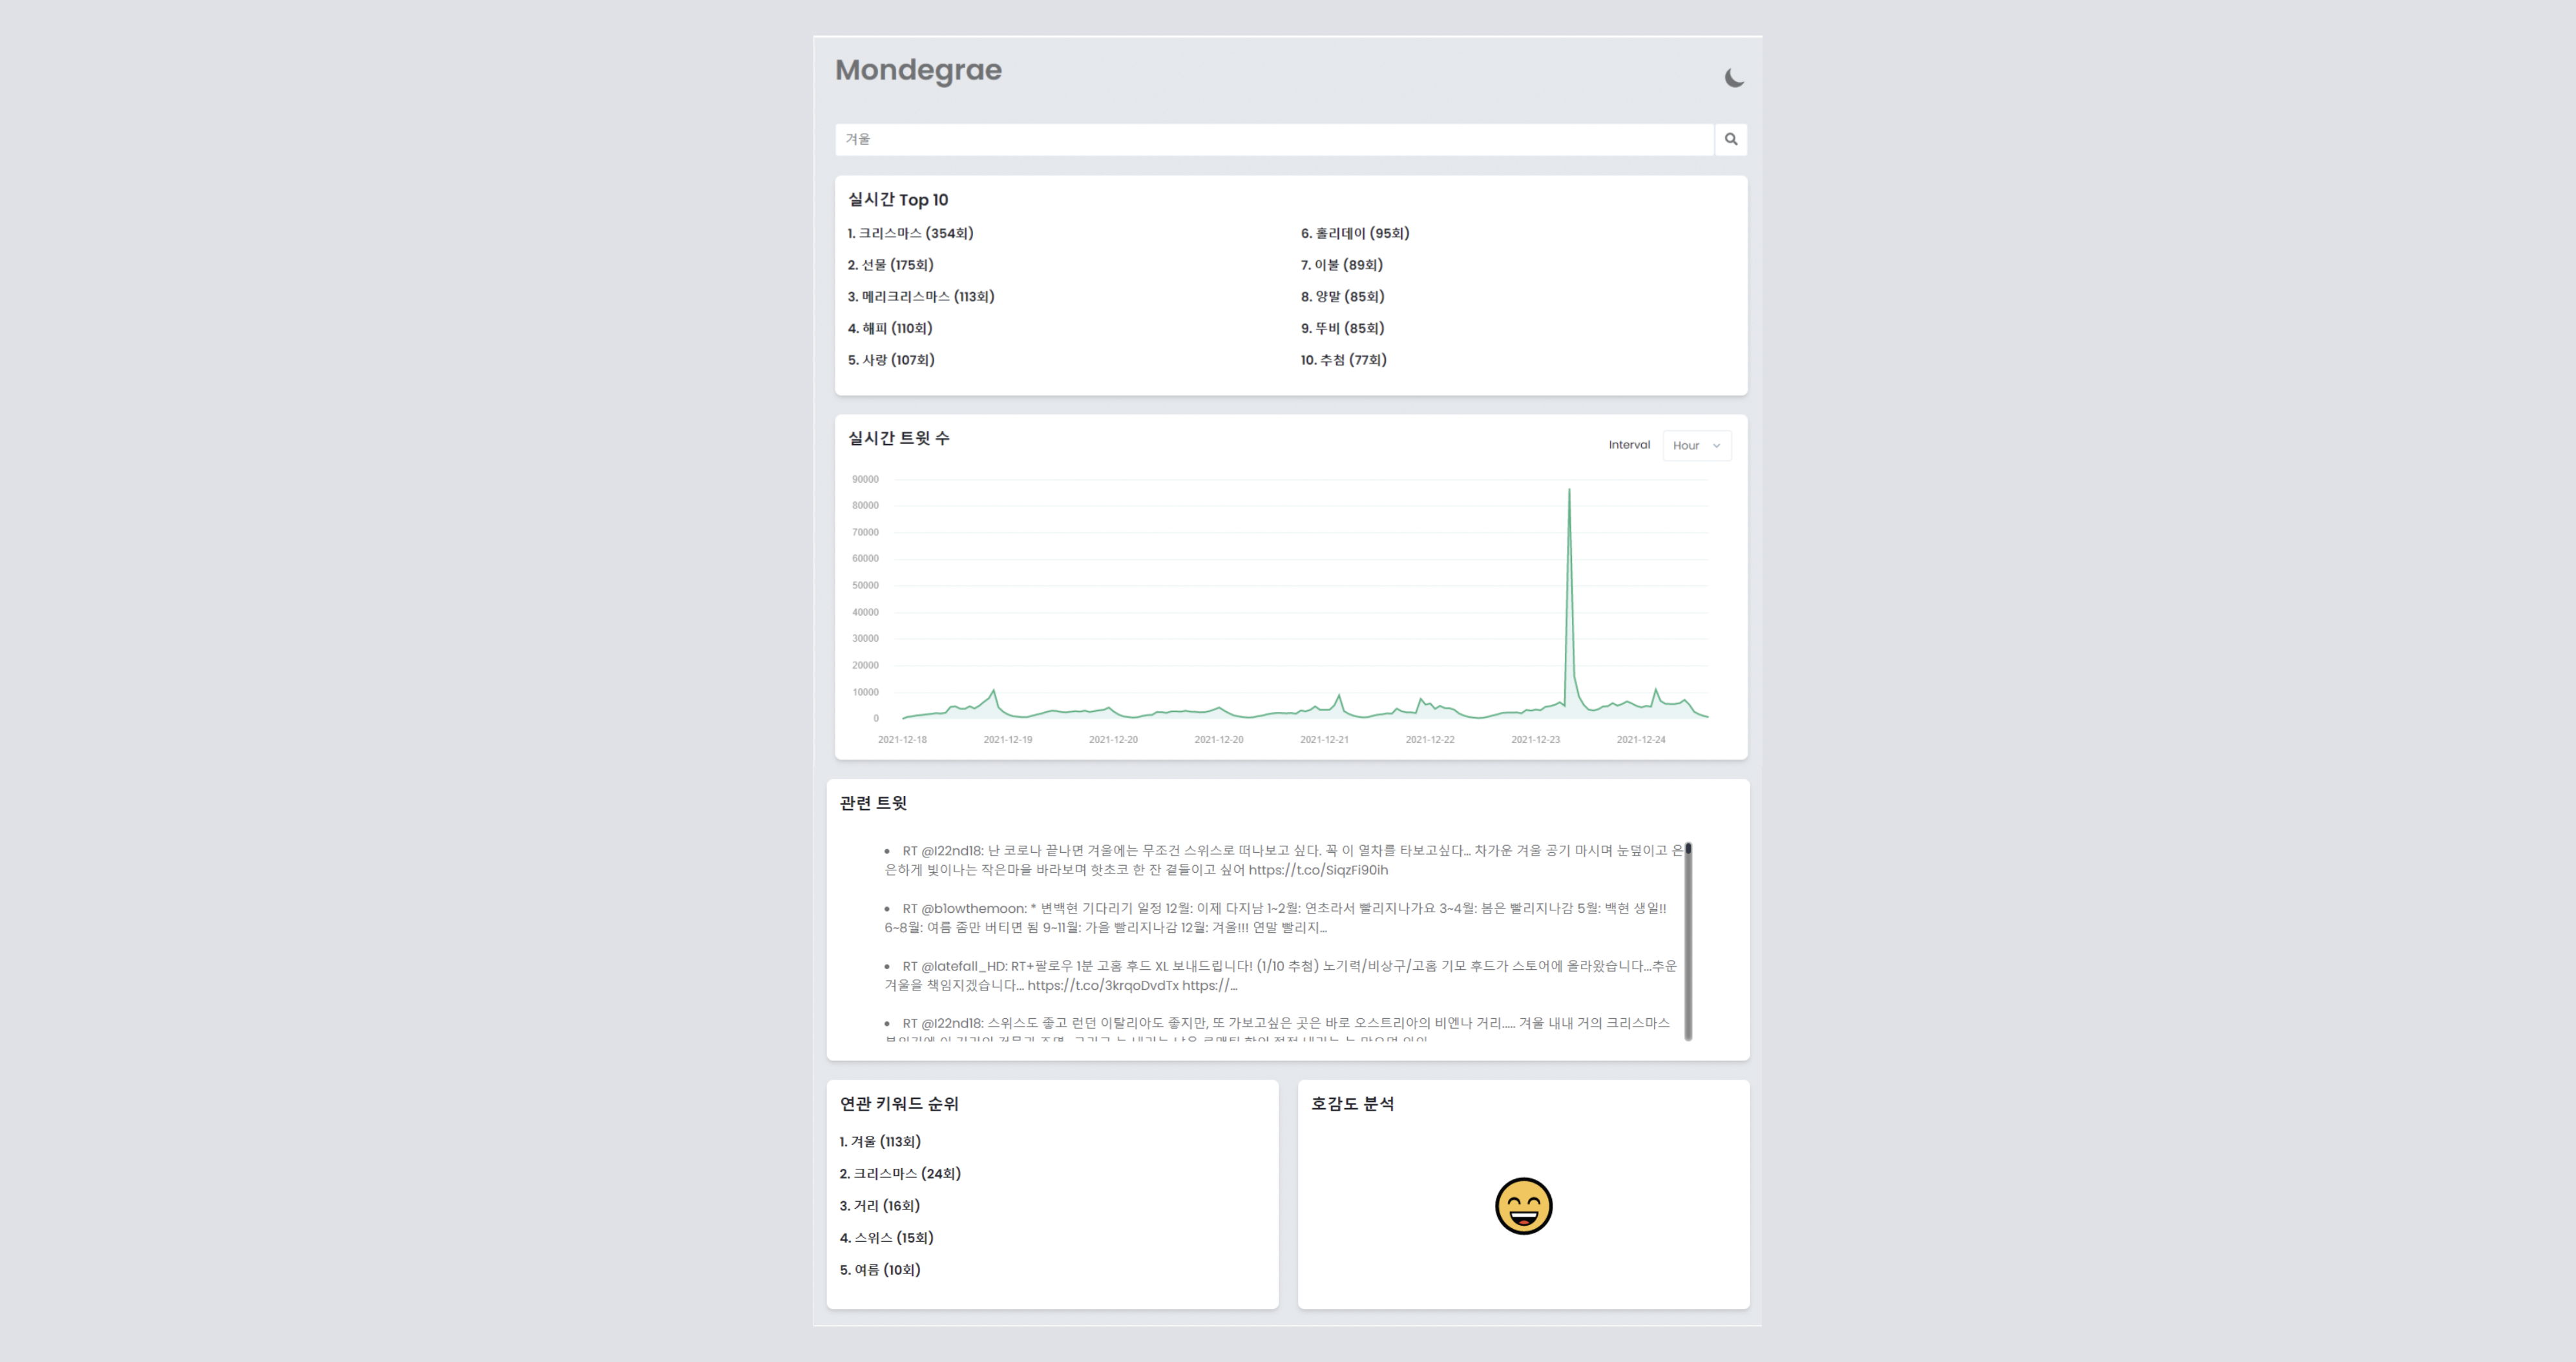 Mondegrae
겨울
실시간 Top 10
1. 크리스마스 (354회)
2. 선물 (175회)
3. 메리크리스마스 (113회)
4. 해피 (110회)
5. 사랑 (107회)
6. 홀리데이 (95회)
7. 이불 (89회)
8. 양말 (85회)
9. 뚜비 (85회)
10. 추첨 (77회)
실시간 트윗 수
Interval Hour
90000
80000
70000
60000
50000
40000
30000
20000
10000
0
2021-12-18 2021-12-19 2021-12-20 2021-12-20 2021-12-21 2021-12-22 2021-12-23 2021-12-24
관련 트윗
• RT @l22nd18: 난 코로나 끝나면 겨울에는 무조건 스위스로 떠나보고 싶다. 꼭 이 열차를 타보고싶다... 차가운 겨울 공기 마시며 눈덮이고 은
은하게 빛이나는 작은마을 바라보며 핫초코 한 잔 곁들이고 싶어 https://t.co/SiqzFi90ih
• RT @b1owthemoon: * 변백현 기다리기 일정 12월: 이제 다지남 1~2월: 연초라서 빨리지나가요 3~4월: 봄은 빨리지나감 5월: 백현 생일!!
6~8월: 여름 좀만 버티면 됨 9~11월: 가을 빨리지나감 12월: 겨울!!! 연말 빨리지...
• RT @latefall_HD: RT+팔로우 1분 고홈 후드 XL 보내드립니다! (1/10 추첨) 노기력/비상구/고홈 기모 후드가 스토어에 올라왔습니다...추운
겨울을 책임지겠습니다... https://t.co/3krqoDvdTx https://...
• RT @l22nd18: 스위스도 좋고 런던 이탈리아도 좋지만, 또 가보고싶은 곳은 바로 오스트리아의 비엔나 거리..... 겨울 내내 거의 크리스마스
연관 키워드 순위
1. 겨울 (113회)
2. 크리스마스 (24회)
3. 거리 (16회)
4. 스위스 (15회)
5. 여름 (10회)
호감도 분석